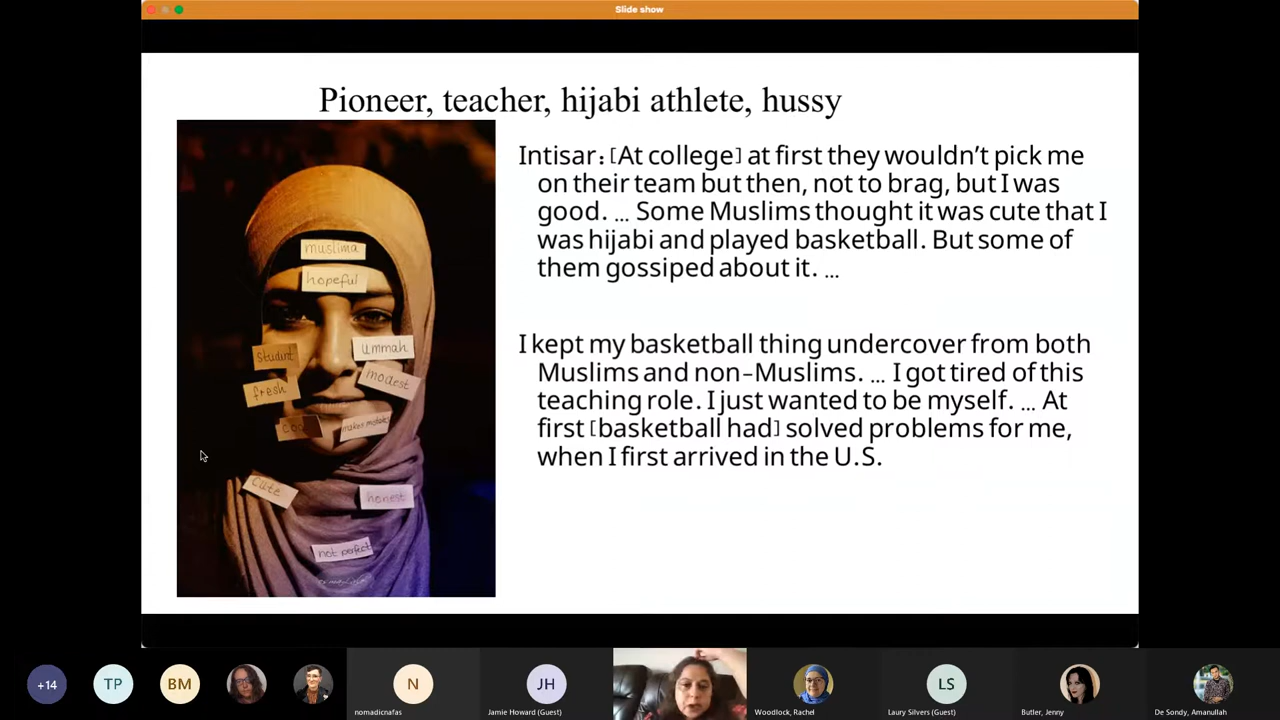 Slide show
Pioneer, teacher, hijabi athlete, hussy
muslima
hopeful
student
ummah
fresh
modest
coo
cute
honest
not perfect
Intisar: [At college] at first they wouldn't pick me
on their team but then, not to brag, but I was
good. ... Some Muslims thought it was cute that I
was hijabi and played basketball. But some of
them gossiped about it. ...
I kept my basketball thing undercover from both
Muslims and non-Muslims. ... I got tired of this
teaching role. I just wanted to be myself. ... At
first [basketball had] solved problems for me,
when I first arrived in the U.S.
+14
TP
BM
N
nomadicnafas
JH
Jamie Howard (Guest)
Woodlock, Rachel
LS
Laury Silvers (Guest)
Butler, Jenny
De Sondy, Amanullah